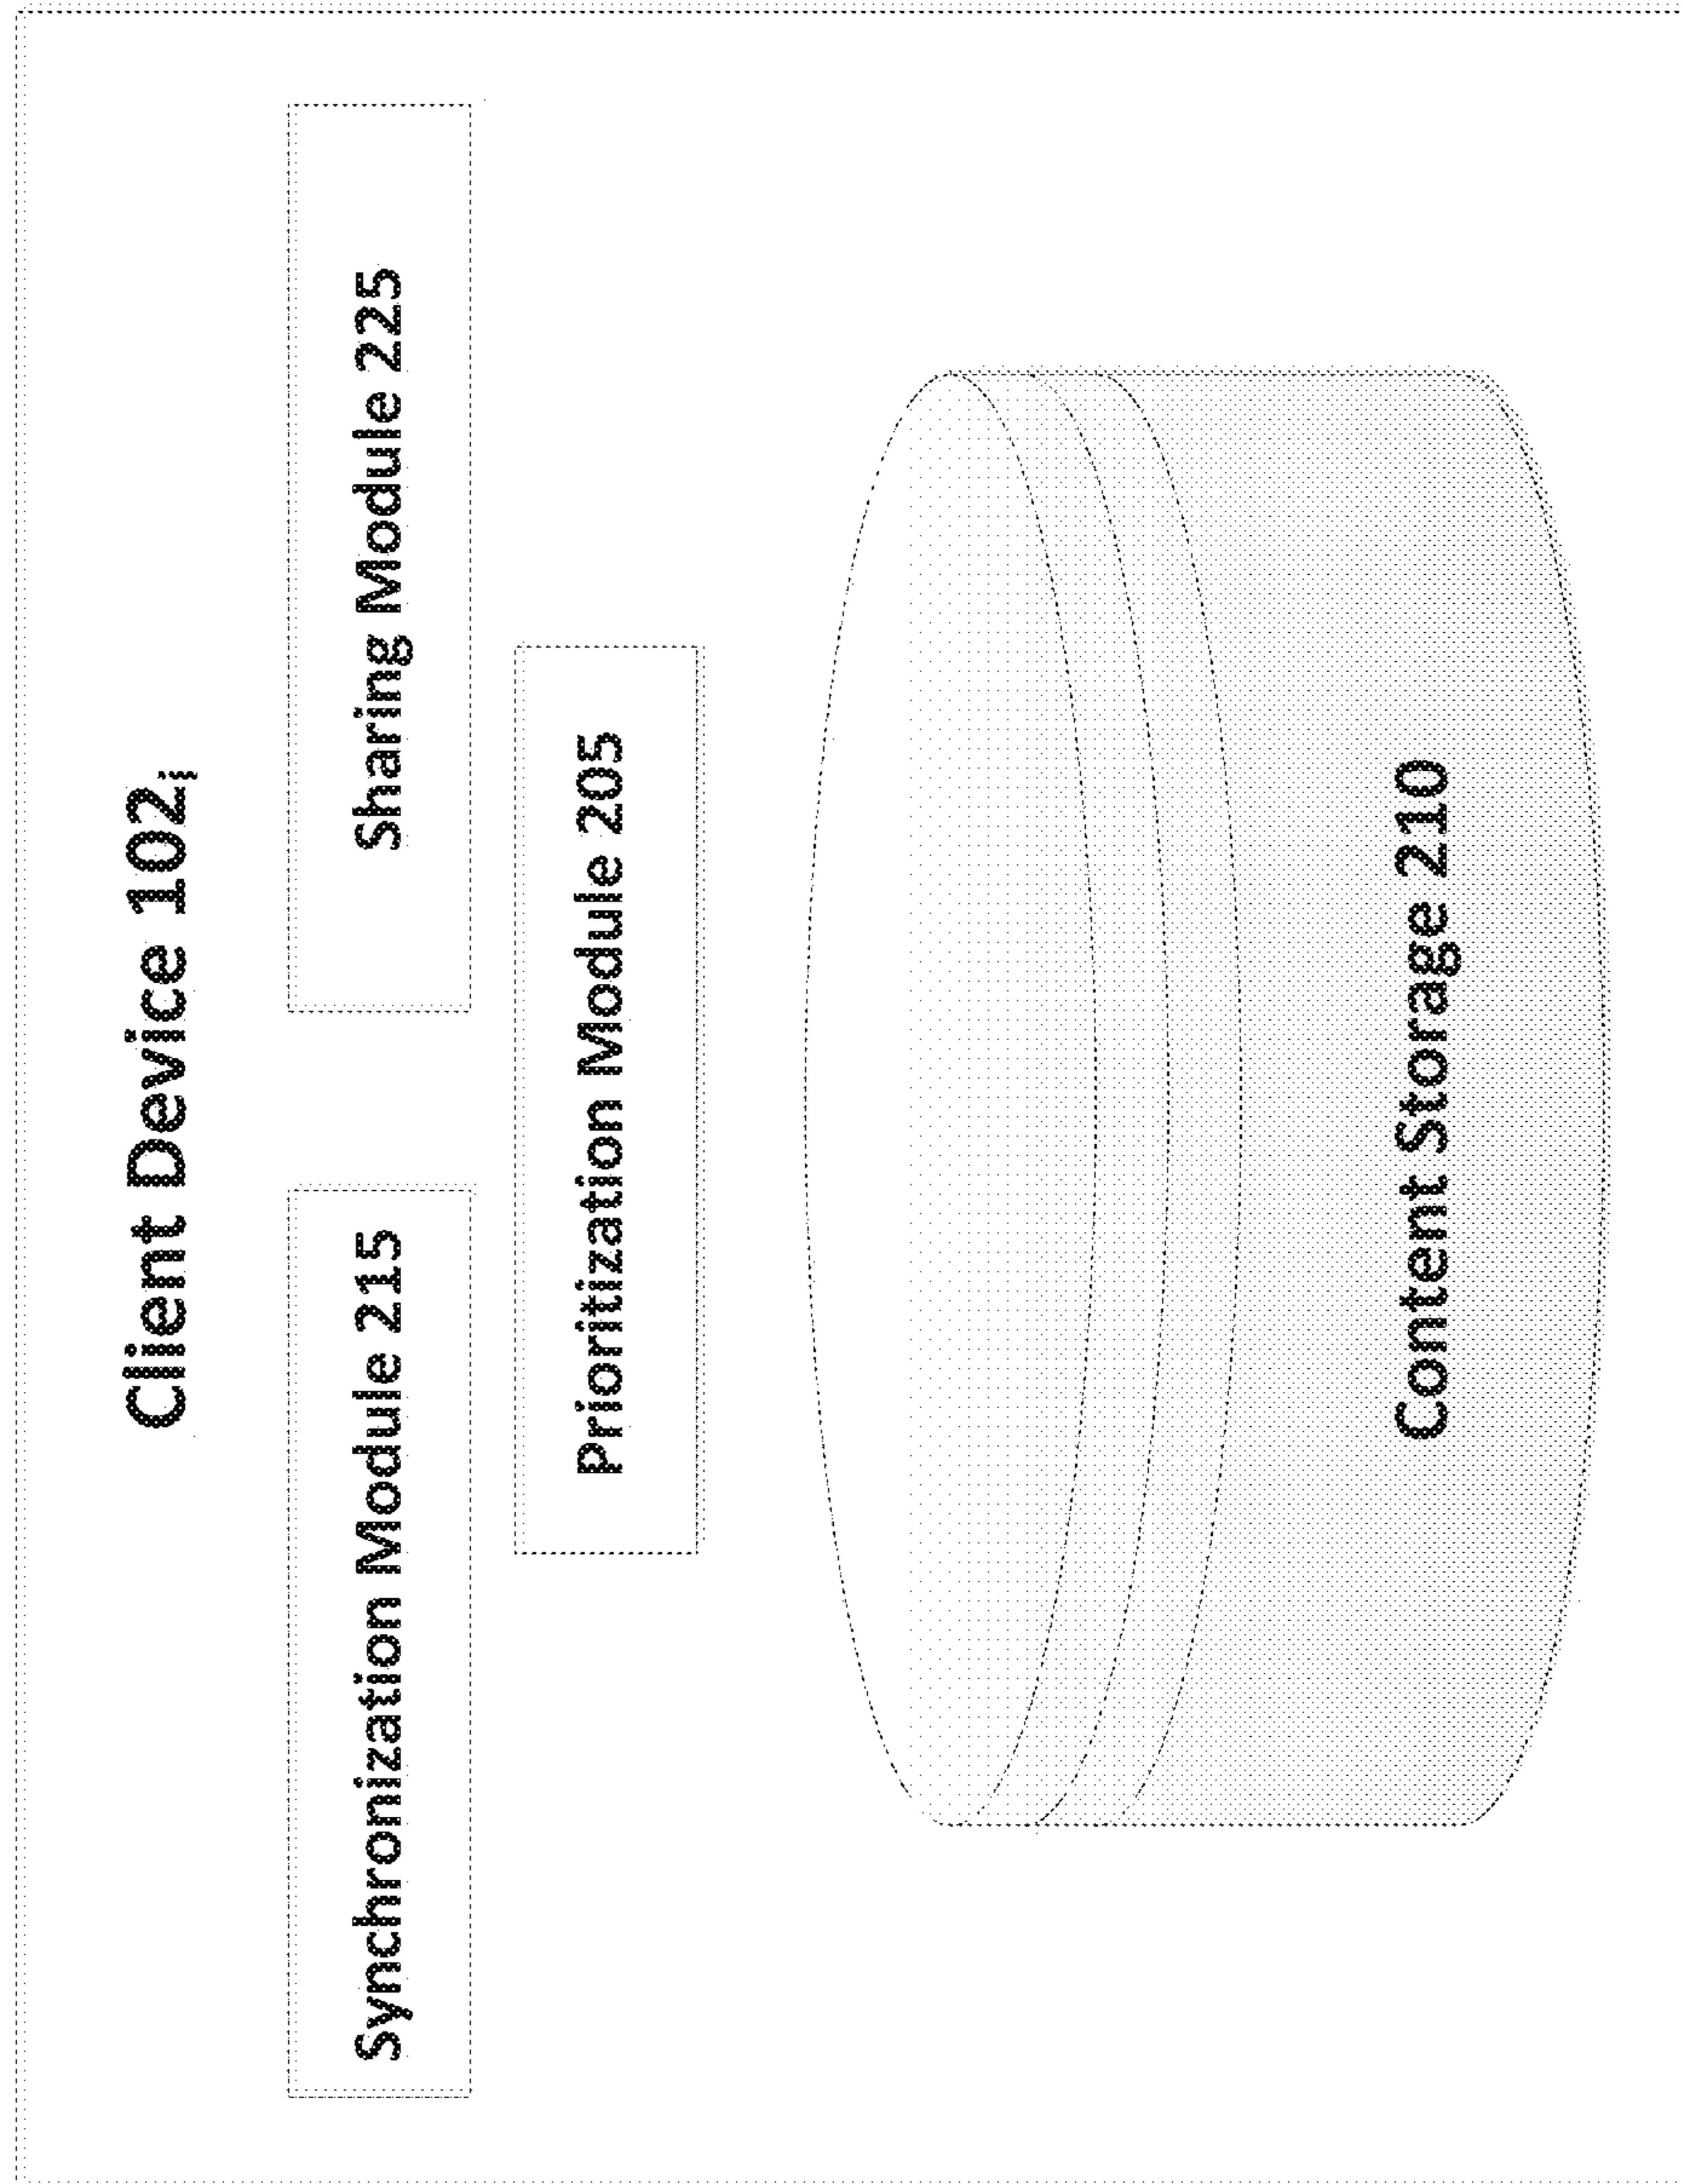 Client Device 102i
Synchronization Module 215
Sharing Module 225
Prioritization Module 205
Content Storage 210